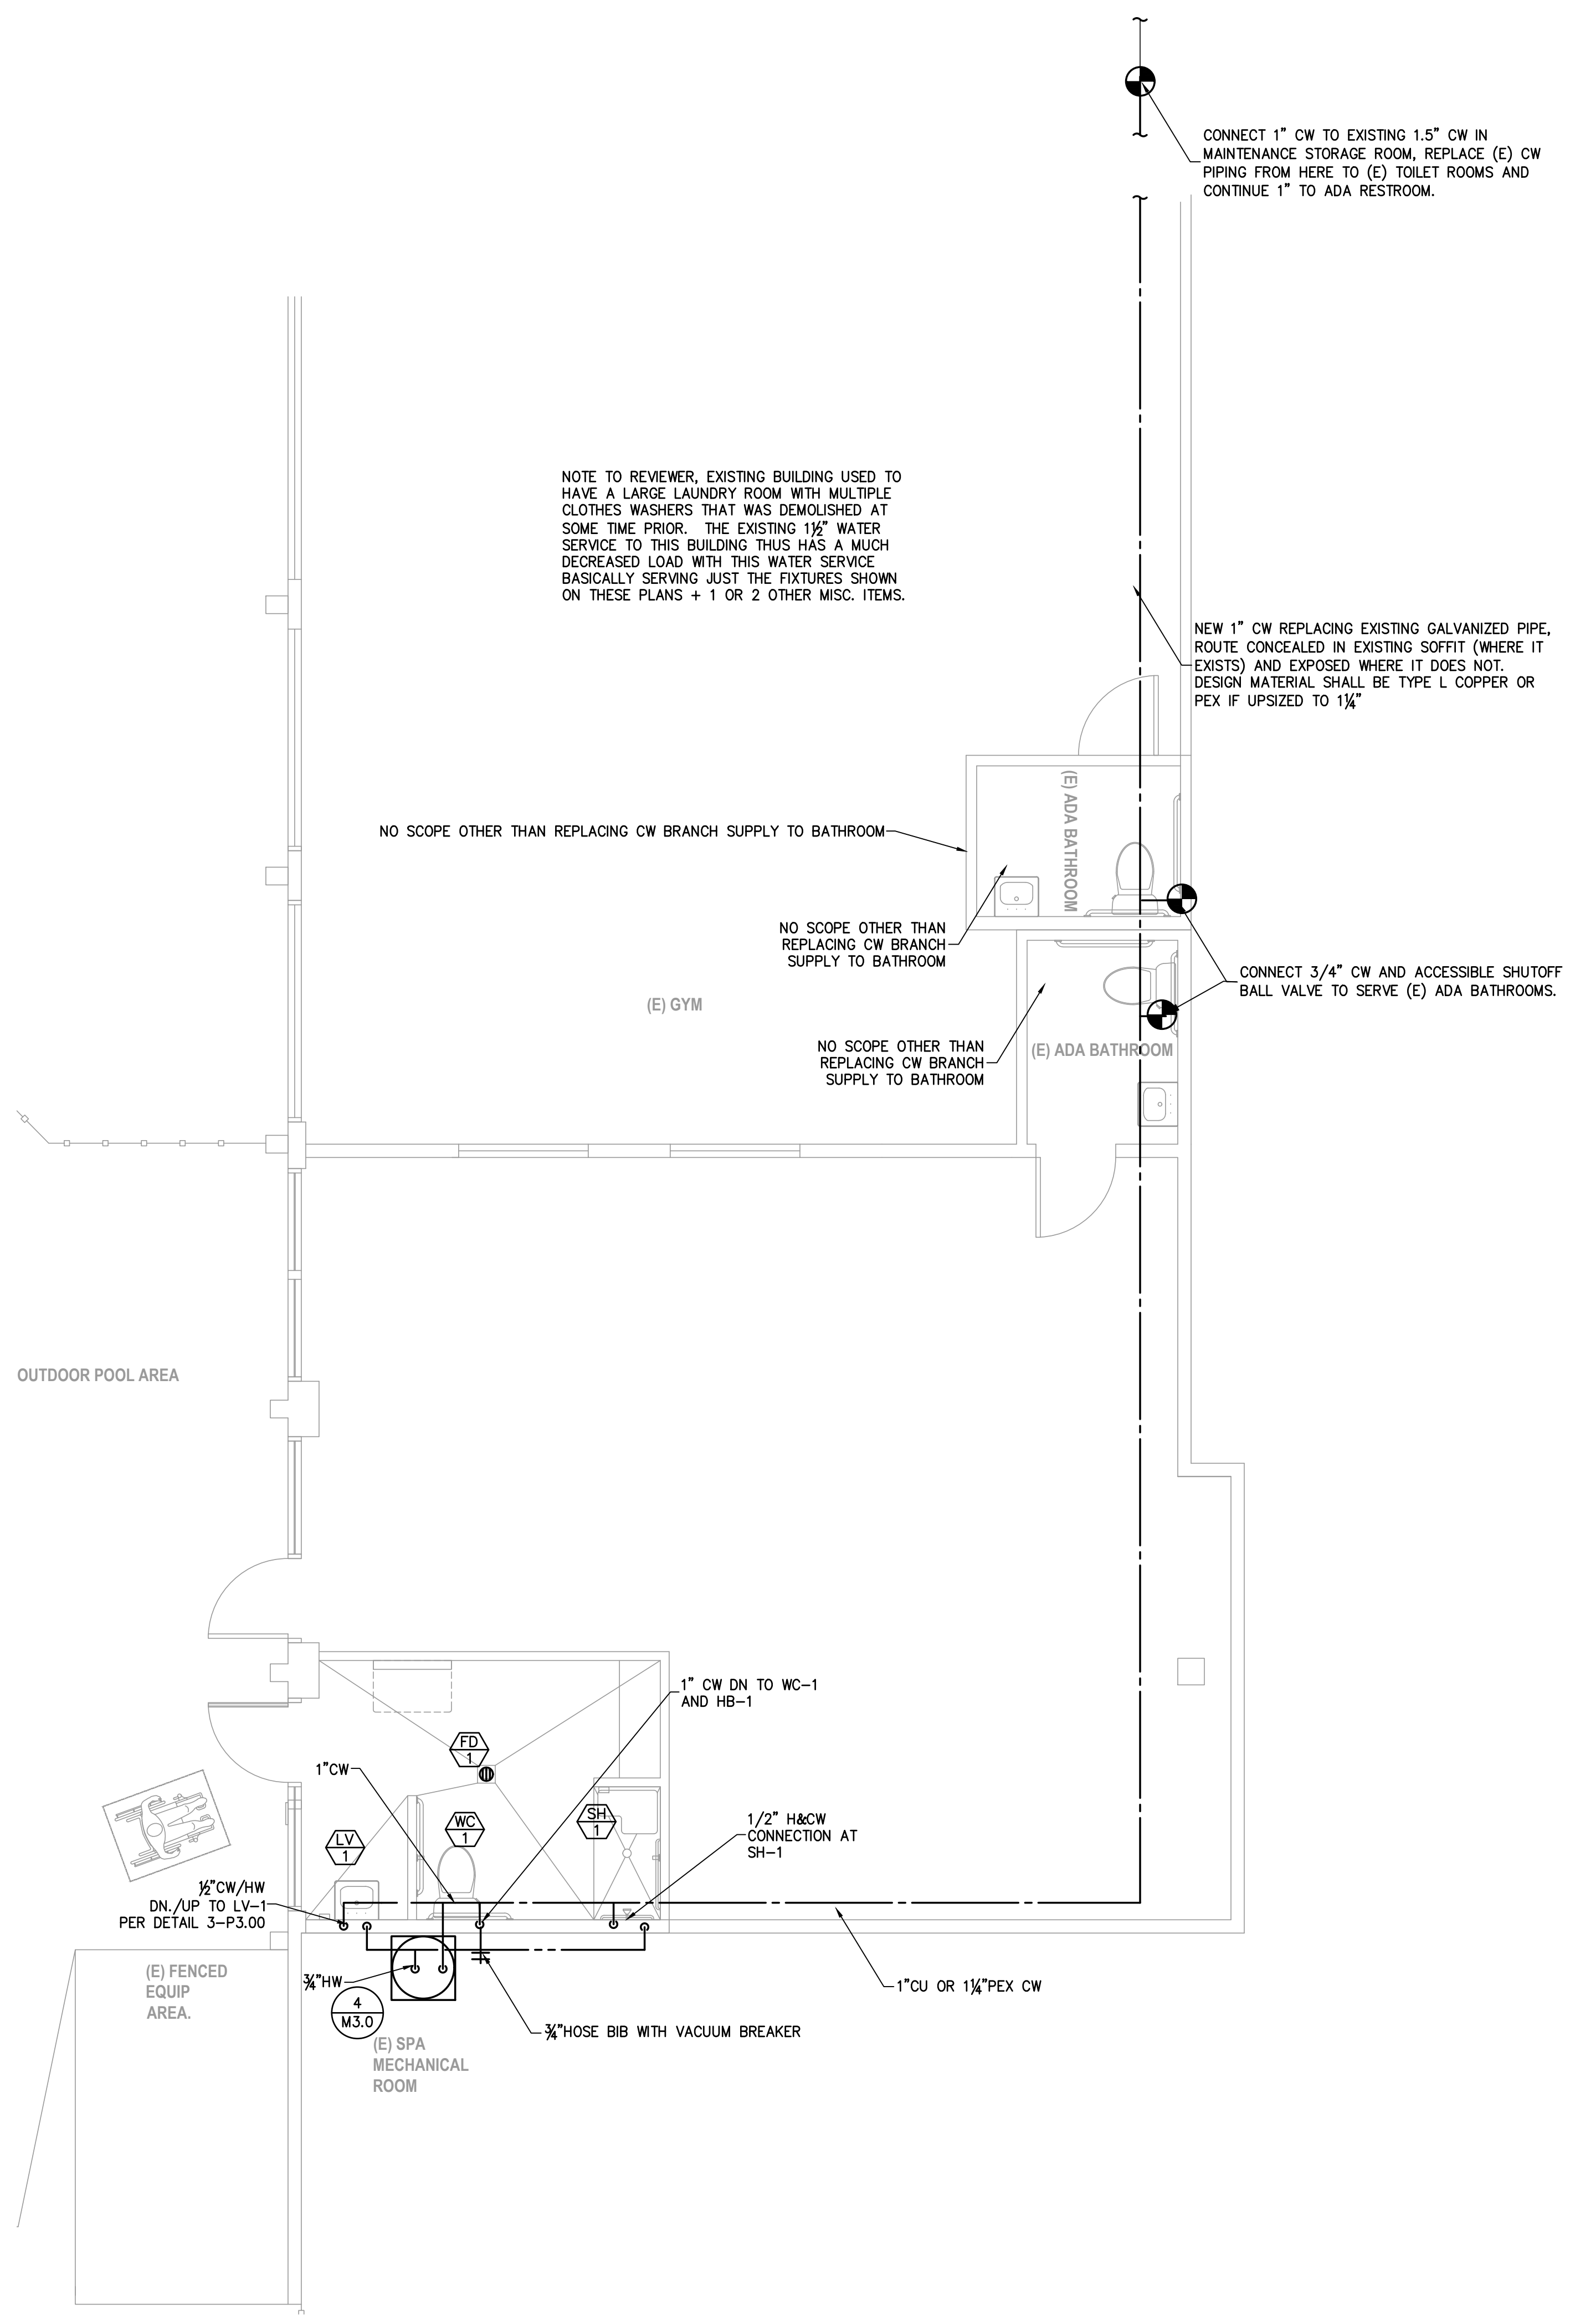 CONNECT 1" CW TO EXISTING 1.5" CW IN
MAINTENANCE STORAGE ROOM, REPLACE (E) CW
PIPING FROM HERE TO (E) TOILET ROOMS AND
CONTINUE 1" TO ADA RESTROOM.
NOTE TO REVIEWER, EXISTING BUILDING USED TO
HAVE A LARGE LAUNDRY ROOM WITH MULTIPLE
CLOTHES WASHERS THAT WAS DEMOLISHED AT
SOME TIME PRIOR. THE EXISTING 1½" WATER
SERVICE TO THIS BUILDING THUS HAS A MUCH
DECREASED LOAD WITH THIS WATER SERVICE
BASICALLY SERVING JUST THE FIXTURES SHOWN
ON THESE PLANS + 1 OR 2 OTHER MISC. ITEMS.
NEW 1" CW REPLACING EXISTING GALVANIZED PIPE,
ROUTE CONCEALED IN EXISTING SOFFIT (WHERE IT
EXISTS) AND EXPOSED WHERE IT DOES NOT.
DESIGN MATERIAL SHALL BE TYPE L COPPER OR
PEX IF UPSIZED TO 1¼"
(E) ADA BATHROOM
NO SCOPE OTHER THAN REPLACING CW BRANCH SUPPLY TO BATHROOM
NO SCOPE OTHER THAN
REPLACING CW BRANCH
SUPPLY TO BATHROOM
CONNECT 3/4" CW AND ACCESSIBLE SHUTOFF
BALL VALVE TO SERVE (E) ADA BATHROOMS.
(E) GYM
NO SCOPE OTHER THAN
REPLACING CW BRANCH
SUPPLY TO BATHROOM
(E) ADA BATHROOM
OUTDOOR POOL AREA
1" CW DN TO WC-1
AND HB-1
FD
1
1"CW
WC
1
SH
1
LV
1
1/2" H&CW
CONNECTION AT
SH-1
½"CW/HW
DN./UP TO LV-1
PER DETAIL 3-P3.00
(E) FENCED
EQUIP
AREA.
¾"HW
4
M3.0
1"CU OR 1¼"PEX CW
¾"HOSE BIB WITH VACUUM BREAKER
(E) SPA
MECHANICAL
ROOM